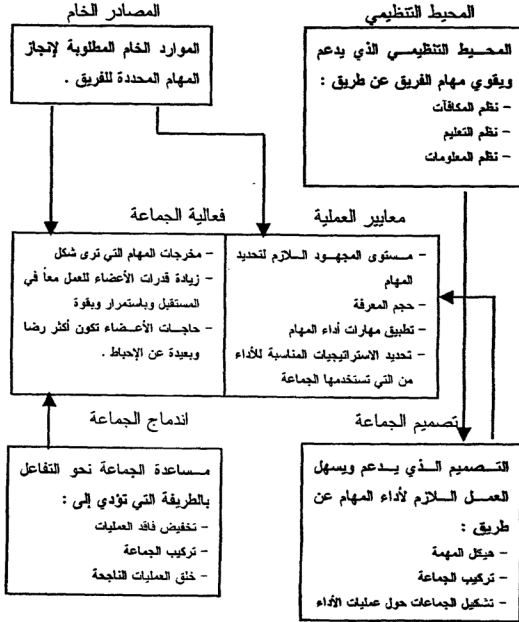 المحيط التنظيمي
المحيط التنظيمي الذي يدعم
ويقوي مهام الفريق عن طريق :
– نظم المكافآت
– نظم التعليم
– نظم المعلومات
المصادر الخام
الموارد الخام المطلوبة لإنجاز
المهام المحددة للفريق .
معايير العملية
– مستوى المجهود اللازم لتحديد
المهام
– حجم المعرفة
– تطبيق مهارات أداء المهام
– تحديد الاستراتيجيات المناسبة للأداء
من التي تستخدمها الجماعة
فعالية الجماعة
– مخرجات المهام التي ترى شكل
– زيادة قدرات الأعضاء للعمل معاً في
المستقبل وباستمرار وبقوة
– حاجات الأعضاء تكون أكثر رضا
وبعيدة عن الإحباط .
تصميم الجماعة
التصميم الذي يدعم ويسهل
العمل اللازم لأداء المهام عن
طريق :
– هيكل المهمة
– تركيب الجماعة
– تشكيل الجماعات حول عمليات الأداء
اندماج الجماعة
مساعدة الجماعة نحو التفاعل
بالطريقة التي تؤدي إلى :
– تخفيض فاقد العمليات
– تركيب الجماعة
– خلق العمليات الناجحة